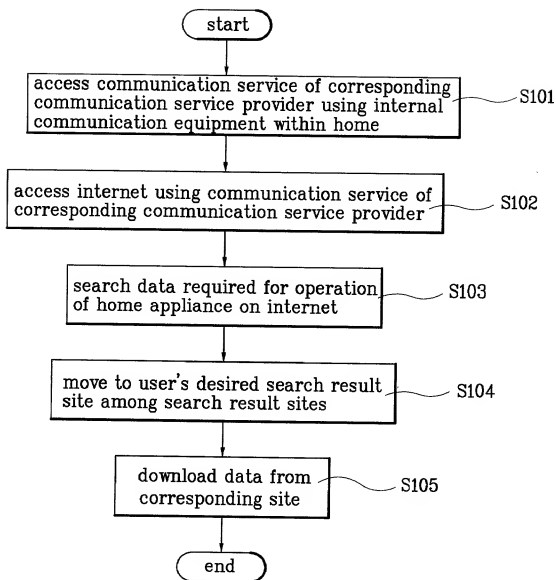 start
access communication service of corresponding
communication service provider using internal
communication equipment within home
S101
access internet using communication service of
corresponding communication service provider
S102
search data required for operation
of home appliance on internet
S103
move to user's desired search result
site among search result sites
S104
download data from
corresponding site
S105
end